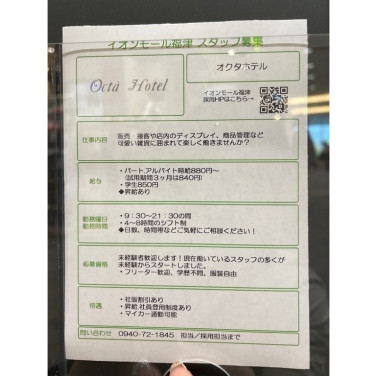 イオンモール福津 スタッフ募集
Octà Hotel
オクタホテル
イオンモール福津
採用HPはこちら→
仕事内容
販売・接客や店内のディスプレイ、商品管理など
可愛い雑貨に囲まれて楽しく働きませんか?
給与
・パート、アルバイト時給880円~
(試用期間3ヶ月は840円)
・学生850円
◆昇給あり
勤務曜日
勤務時間
・9:30~21:30の間
・4~8時間のシフト制
◆日数、時間帯などご気軽にご相談ください!
応募資格
未経験者歓迎します!現在働いているスタッフの多くが
未経験からスタートしました。
・フリーター歓迎、学歴不問、服装自由
待遇
・社販割引あり
・昇給,社員登用制度あり
・マイカー通勤可能
問い合わせ 0940-72-1845 担当/採用担当まで